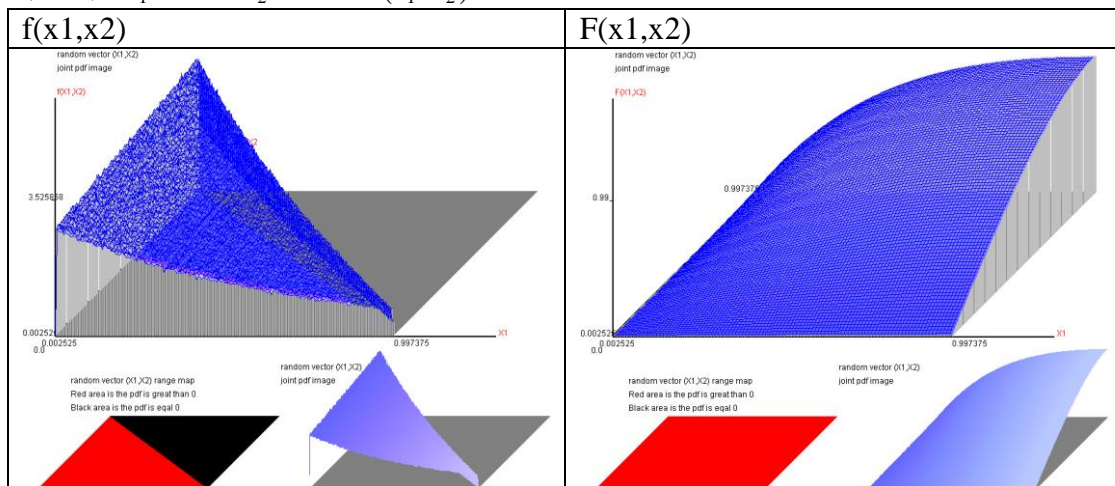 f(x1,x2)
random vector (X1,X2)
joint pdf image
f(X1,X2)
3.525858
0.002525
0.0
0.002525
0.997375
X1
random vector (X1,X2) range map
Red area is the pdf is great than 0
Black area is the pdf is eqal 0
random vector (X1,X2)
joint pdf image
F(x1,x2)
random vector (X1,X2)
joint pdf image
F(X1,X2)
0.99
0.997375
0.002525
0.0
0.002525
0.997375
X1
random vector (X1,X2) range map
Red area is the pdf is great than 0
Black area is the pdf is eqal 0
random vector (X1,X2)
joint pdf image